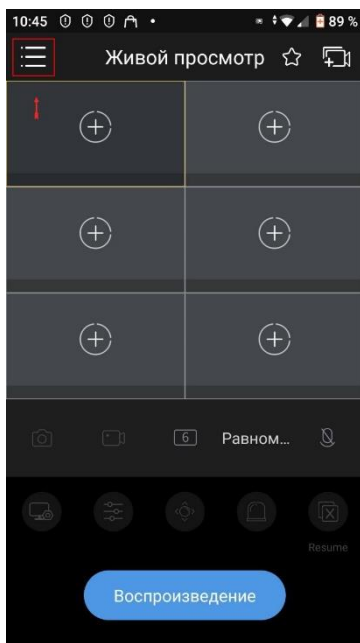 10:45 89 %
Живой просмотр
6 Равном...
Resume
Воспроизведение